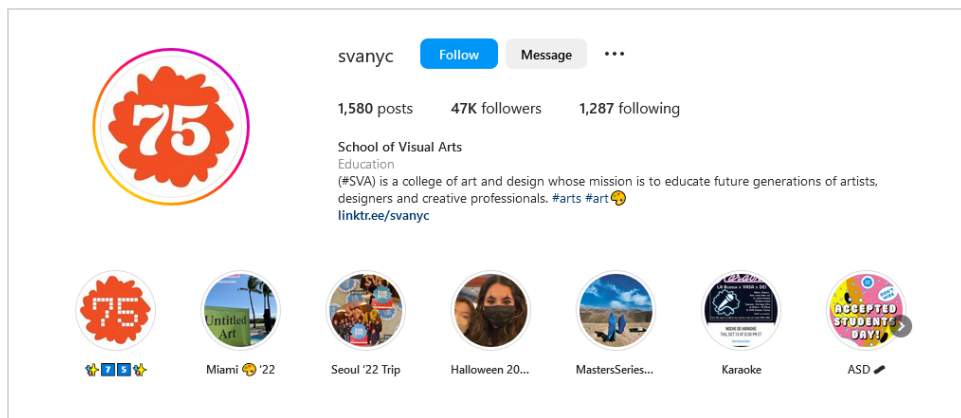 75
svanyc Follow Message •••
1,580 posts 47K followers 1,287 following
School of Visual Arts
Education
(#SVA) is a college of art and design whose mission is to educate future generations of artists,
designers and creative professionals. #arts #art🎨
linktr.ee/svanyc
75
Untitled
Art
ACCEPTED
STUDENTS
DAY!
✨7️⃣5️⃣✨
Miami 🎨 '22
Seoul '22 Trip
Halloween 20...
MastersSeries...
Karaoke
ASD